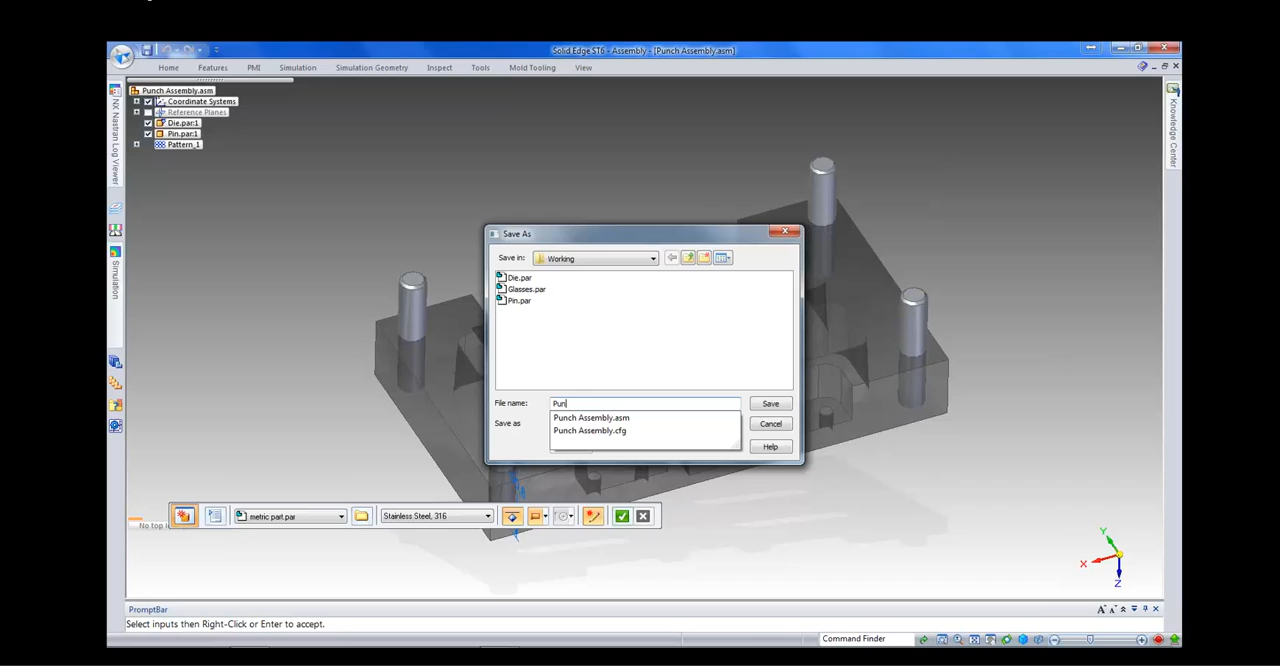 Solid Edge ST6 - Assembly - [Punch Assembly.asm]
Home Features PMI Simulation Simulation Geometry Inspect Tools Mold Tooling View
Punch Assembly.asm
Coordinate Systems
Reference Planes
Die.par:1
Pin.par:1
Pattern_1
NX Nastran Log Viewer
Simulation
Knowledge Center
Save As
Save in: Working
Die.par
Glasses.par
Pin.par
File name: Pun Save
Punch Assembly.asm
Punch Assembly.cfg
Save as Cancel
Help
metric part.par Stainless Steel, 316
No top
Y
X
Z
PromptBar
Select inputs then Right-Click or Enter to accept.
Command Finder